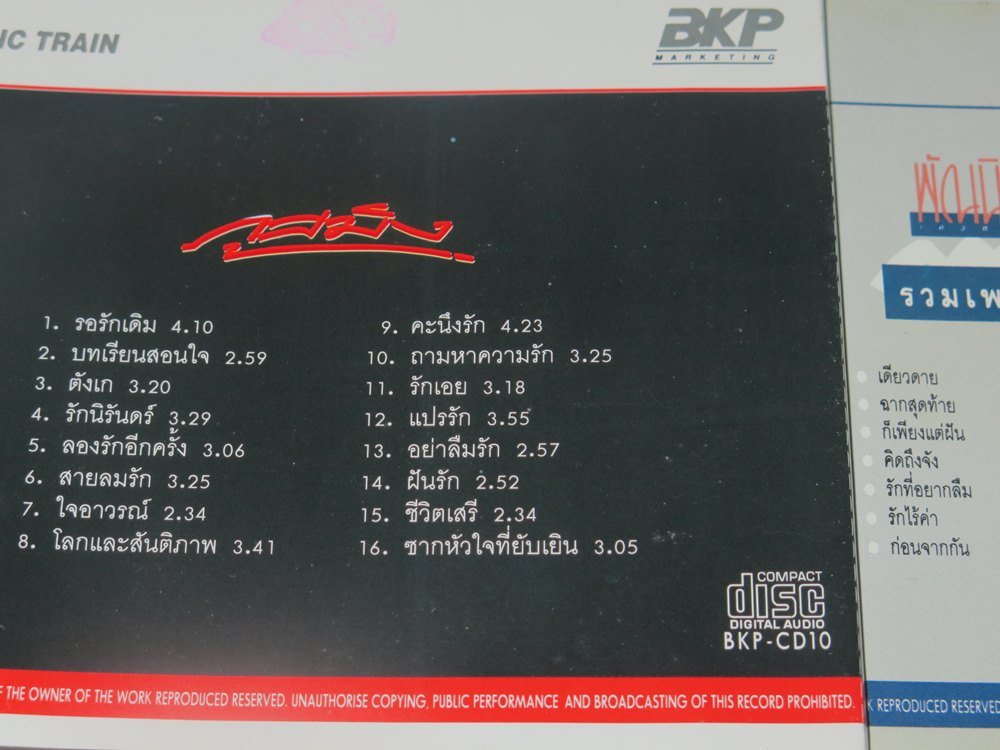 IC TRAIN
BKP
MARKETING
1. รอรักเดิม 4.10
2. บทเรียนสอนใจ 2.59
3. ตังเก 3.20
4. รักนิรันดร์ 3.29
5. ลองรักอีกครั้ง 3.06
6. สายลมรัก 3.25
7. ใจอาวรณ์ 2.34
8. โลกและสันติภาพ 3.41
9. คะนึงรัก 4.23
10. ถามหาความรัก 3.25
11. รักเอย 3.18
12. แปรรัก 3.55
13. อย่าลืมรัก 2.57
14. ฝันรัก 2.52
15. ชีวิตเสรี 2.34
16. ซากหัวใจที่ยับเยิน 3.05
COMPACT
disc
DIGITAL AUDIO
BKP-CD10
F THE OWNER OF THE WORK REPRODUCED RESERVED. UNAUTHORISE COPYING, PUBLIC PERFORMANCE AND BROADCASTING OF THIS RECORD PROHIBITED.
รวมเพ
เดียวดาย
ฉากสุดท้าย
ก็เพียงแต่ฝัน
คิดถึงจัง
รักที่อยากลืม
รักไร้ค่า
ก่อนจากกัน
K REPRODUCED RESERVED